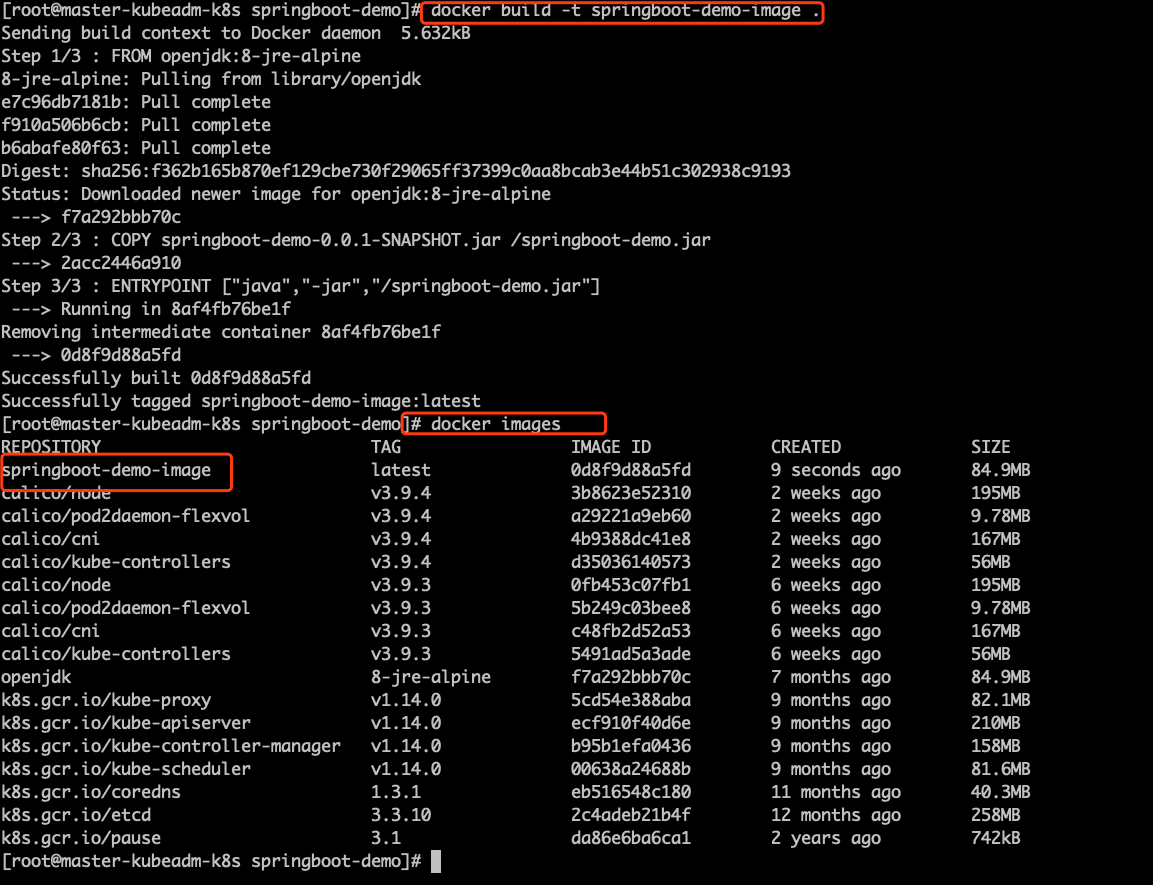 [root@master-kubeadm-k8s springboot-demo]# docker build -t springboot-demo-image .
Sending build context to Docker daemon  5.632kB
Step 1/3 : FROM openjdk:8-jre-alpine
8-jre-alpine: Pulling from library/openjdk
e7c96db7181b: Pull complete
f910a506b6cb: Pull complete
b6abafe80f63: Pull complete
Digest: sha256:f362b165b870ef129cbe730f29065ff37399c0aa8bcab3e44b51c302938c9193
Status: Downloaded newer image for openjdk:8-jre-alpine
 ---> f7a292bbb70c
Step 2/3 : COPY springboot-demo-0.0.1-SNAPSHOT.jar /springboot-demo.jar
 ---> 2acc2446a910
Step 3/3 : ENTRYPOINT ["java","-jar","/springboot-demo.jar"]
 ---> Running in 8af4fb76be1f
Removing intermediate container 8af4fb76be1f
 ---> 0d8f9d88a5fd
Successfully built 0d8f9d88a5fd
Successfully tagged springboot-demo-image:latest
[root@master-kubeadm-k8s springboot-demo]# docker images
REPOSITORY                           TAG                 IMAGE ID            CREATED             SIZE
springboot-demo-image                latest              0d8f9d88a5fd        9 seconds ago       84.9MB
calico/node                          v3.9.4              3b8623e52310        2 weeks ago         195MB
calico/pod2daemon-flexvol            v3.9.4              a29221a9eb60        2 weeks ago         9.78MB
calico/cni                           v3.9.4              4b9388dc41e8        2 weeks ago         167MB
calico/kube-controllers              v3.9.4              d35036140573        2 weeks ago         56MB
calico/node                          v3.9.3              0fb453c07fb1        6 weeks ago         195MB
calico/pod2daemon-flexvol            v3.9.3              5b249c03bee8        6 weeks ago         9.78MB
calico/cni                           v3.9.3              c48fb2d52a53        6 weeks ago         167MB
calico/kube-controllers              v3.9.3              5491ad5a3ade        6 weeks ago         56MB
openjdk                              8-jre-alpine        f7a292bbb70c        7 months ago        84.9MB
k8s.gcr.io/kube-proxy                v1.14.0             5cd54e388aba        9 months ago        82.1MB
k8s.gcr.io/kube-apiserver            v1.14.0             ecf910f40d6e        9 months ago        210MB
k8s.gcr.io/kube-controller-manager   v1.14.0             b95b1efa0436        9 months ago        158MB
k8s.gcr.io/kube-scheduler            v1.14.0             00638a24688b        9 months ago        81.6MB
k8s.gcr.io/coredns                   1.3.1               eb516548c180        11 months ago       40.3MB
k8s.gcr.io/etcd                      3.3.10              2c4adeb21b4f        12 months ago       258MB
k8s.gcr.io/pause                     3.1                 da86e6ba6ca1        2 years ago         742kB
[root@master-kubeadm-k8s springboot-demo]#